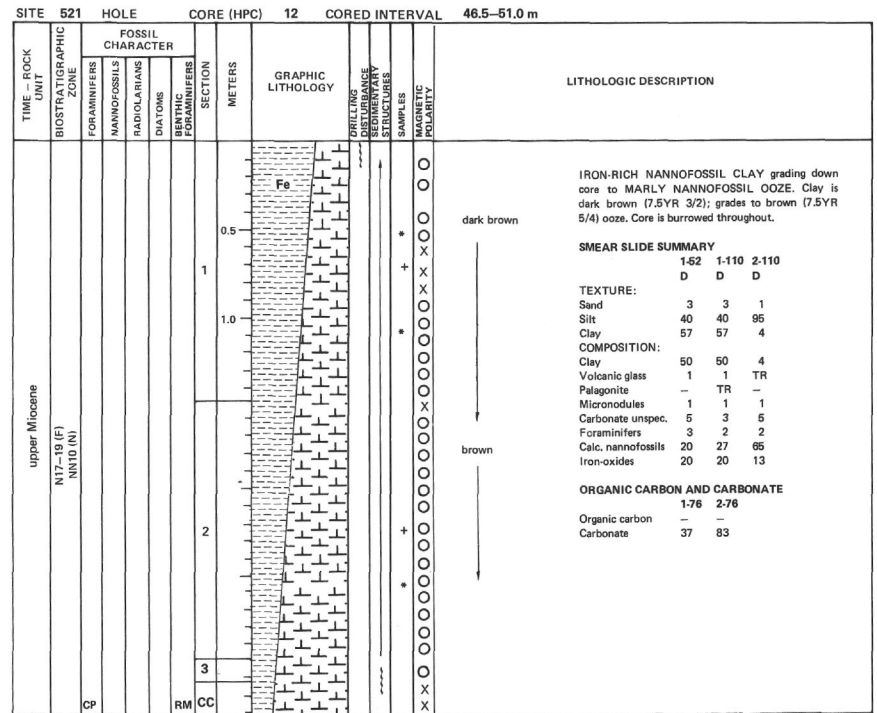 SITE 521 HOLE CORE (HPC) 12 CORED INTERVAL 46.5–51.0 m
TIME – ROCK UNIT
BIOSTRATIGRAPHIC ZONE
FOSSIL CHARACTER
FORAMINIFERS
NANNOFOSSILS
RADIOLARIANS
DIATOMS
BENTHIC FORAMINIFERS
SECTION
METERS
GRAPHIC LITHOLOGY
DRILLING DISTURBANCE
SEDIMENTARY STRUCTURES
SAMPLES
MAGNETIC POLARITY
LITHOLOGIC DESCRIPTION
upper Miocene
N17–19 (F)
NN10 (N)
CP
RM
1
2
3
CC
0.5
1.0
Fe
O
O
O
* O
X
+ X
X
O
O
* O
O
O
O
X
O
O
O
O
O
O
+ O
O
O
* O
O
O
O
O
X
X
dark brown
brown
IRON-RICH NANNOFOSSIL CLAY grading down
core to MARLY NANNOFOSSIL OOZE. Clay is
dark brown (7.5YR 3/2); grades to brown (7.5YR
5/4) ooze. Core is burrowed throughout.
SMEAR SLIDE SUMMARY
1-52 1-110 2-110
D D D
TEXTURE:
Sand 3 3 1
Silt 40 40 95
Clay 57 57 4
COMPOSITION:
Clay 50 50 4
Volcanic glass 1 1 TR
Palagonite – TR –
Micronodules 1 1 1
Carbonate unspec. 5 3 5
Foraminifers 3 2 2
Calc. nannofossils 20 27 65
Iron-oxides 20 20 13
ORGANIC CARBON AND CARBONATE
1-76 2-76
Organic carbon – –
Carbonate 37 83